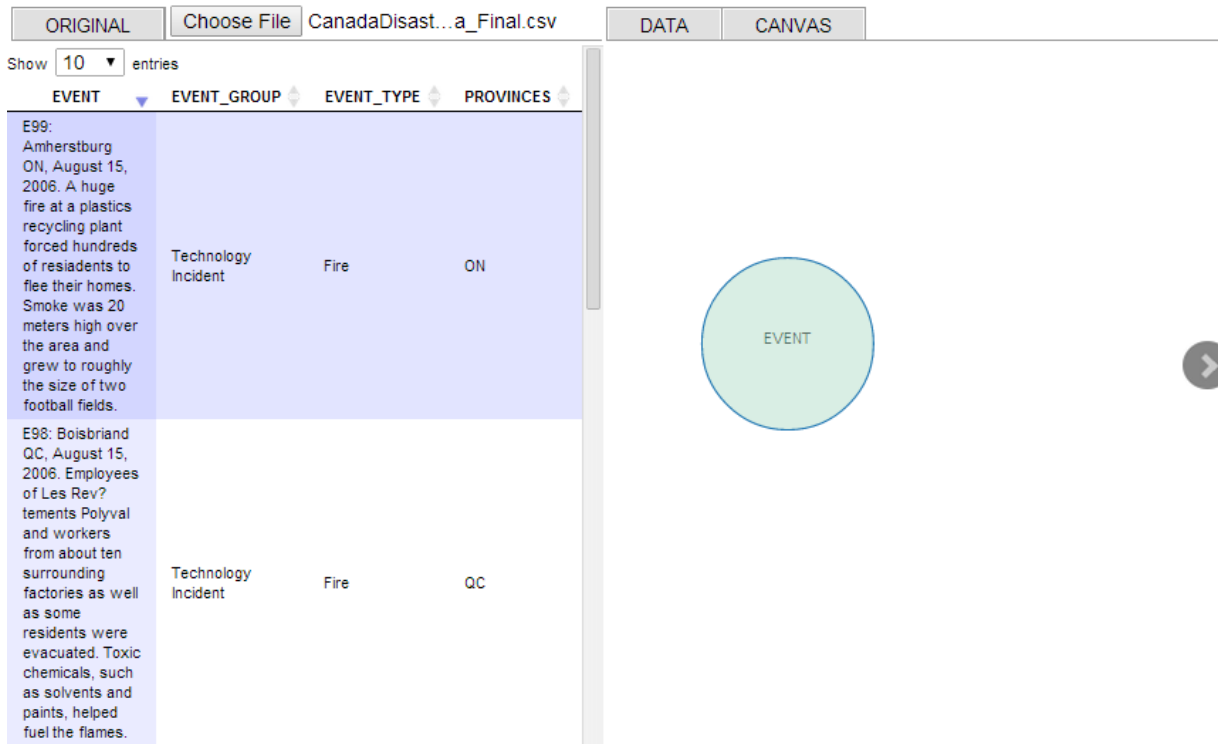 ORIGINAL Choose File CanadaDisast...a_Final.csv DATA CANVAS
Show 10 entries
EVENT EVENT_GROUP EVENT_TYPE PROVINCES
E99:
Amherstburg
ON, August 15,
2006. A huge
fire at a plastics
recycling plant
forced hundreds
of resiadents to
flee their homes.
Smoke was 20
meters high over
the area and
grew to roughly
the size of two
football fields.
Technology
Incident
Fire
ON
E98: Boisbriand
QC, August 15,
2006. Employees
of Les Rev?
tements Polyval
and workers
from about ten
surrounding
factories as well
as some
residents were
evacuated. Toxic
chemicals, such
as solvents and
paints, helped
fuel the flames.
Technology
Incident
Fire
QC
EVENT